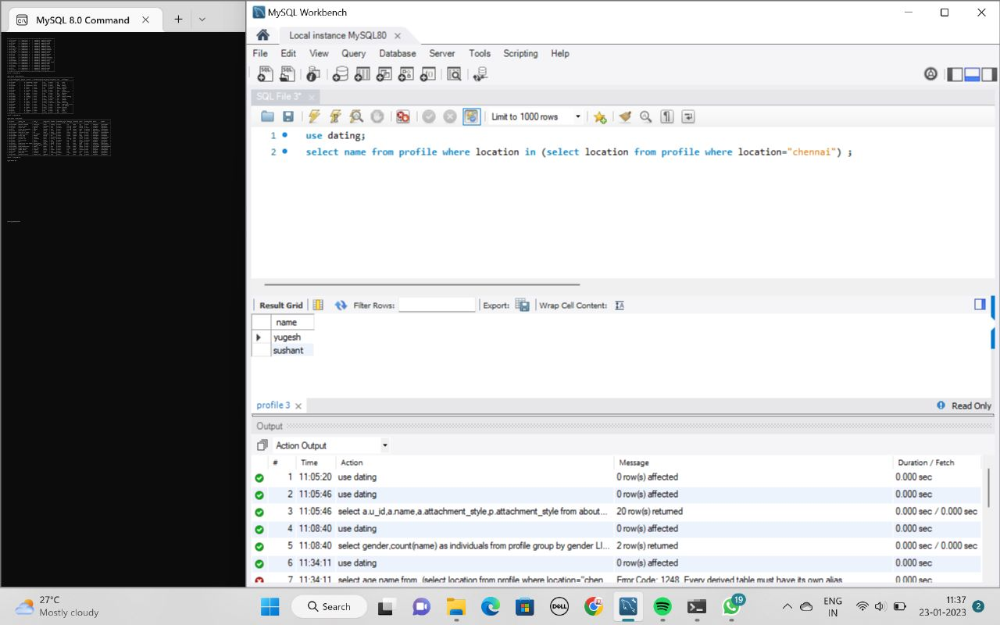 MySQL 8.0 Command
MySQL Workbench
Local instance MySQL80
File Edit View Query Database Server Tools Scripting Help
SQL File 3*
Limit to 1000 rows
1 use dating;
2 select name from profile where location in (select location from profile where location="chennai") ;
Result Grid Filter Rows: Export: Wrap Cell Content:
name
yugesh
sushant
profile 3
Read Only
Output
Action Output
# Time Action Message Duration / Fetch
1 11:05:20 use dating 0 row(s) affected 0.000 sec
2 11:05:46 use dating 0 row(s) affected 0.000 sec
3 11:05:46 select a.u_id,a.name,a.attachment_style,p.attachment_style from about... 20 row(s) returned 0.000 sec / 0.000 sec
4 11:08:40 use dating 0 row(s) affected 0.000 sec
5 11:08:40 select gender,count(name) as individuals from profile group by gender LI... 2 row(s) returned 0.000 sec / 0.000 sec
6 11:34:11 use dating 0 row(s) affected 0.000 sec
7 11:34:11 select age,name from (select location from profile where location="chen... Error Code: 1248. Every derived table must have its own alias 0.000 sec
27°C
Mostly cloudy
Search
DELL
19
ENG
IN
11:37
23-01-2023
2